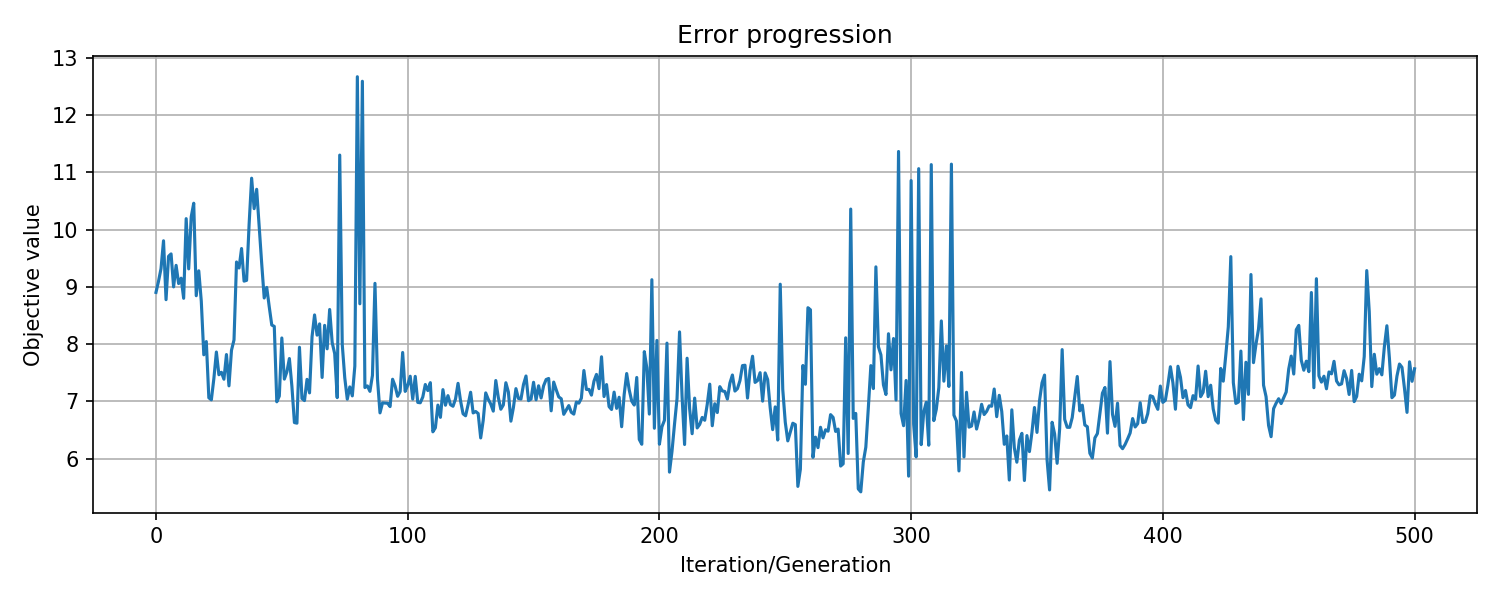 Error progression
13
12
11
10
9
8
7
6
Objective value
0 100 200 300 400 500
Iteration/Generation